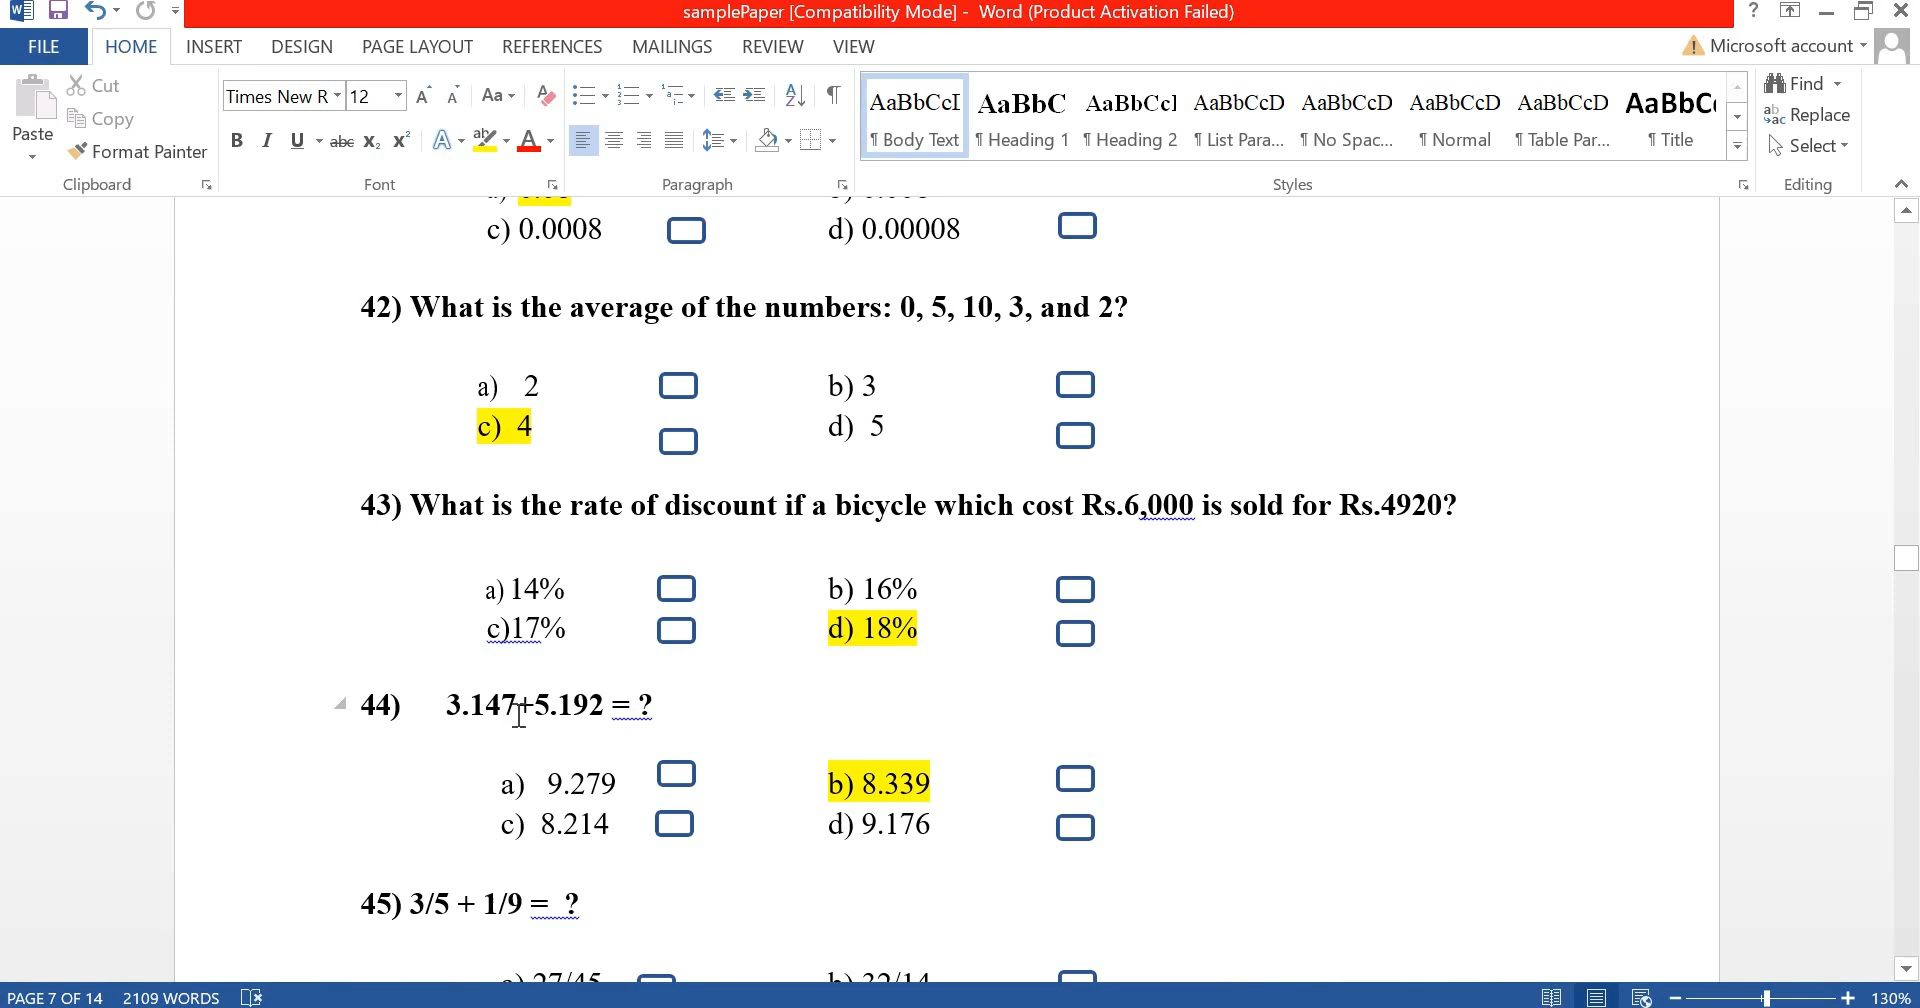 samplePaper [Compatibility Mode] - Word (Product Activation Failed)
FILE HOME INSERT DESIGN PAGE LAYOUT REFERENCES MAILINGS REVIEW VIEW Microsoft account
Cut
Copy
Paste
Format Painter
Times New R 12
AaBbCcI AaBbC AaBbCcl AaBbCcD AaBbCcD AaBbCcD AaBbCcD AaBbC
¶ Body Text ¶ Heading 1 ¶ Heading 2 ¶ List Para... ¶ No Spac... ¶ Normal ¶ Table Par... ¶ Title
Find
Replace
Select
Clipboard Font Paragraph Styles Editing
c) 0.0008 d) 0.00008
42) What is the average of the numbers: 0, 5, 10, 3, and 2?
a) 2 b) 3
c) 4 d) 5
43) What is the rate of discount if a bicycle which cost Rs.6,000 is sold for Rs.4920?
a) 14% b) 16%
c)17% d) 18%
44) 3.147+5.192 = ?
a) 9.279 b) 8.339
c) 8.214 d) 9.176
45) 3/5 + 1/9 = ?
a) 27/45 b) 32/14
PAGE 7 OF 14 2109 WORDS 130%